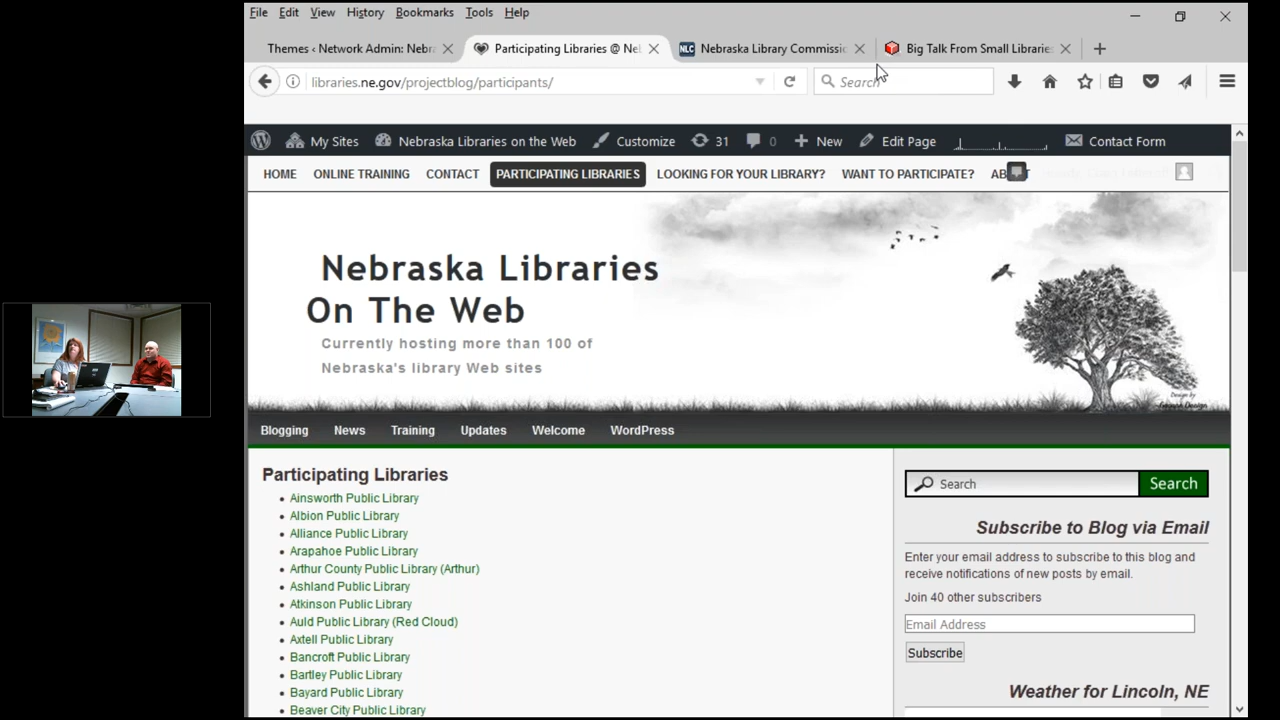 File Edit View History Bookmarks Tools Help
Themes ‹ Network Admin: Nebra
Participating Libraries @ Nel
NLC Nebraska Library Commissio
Big Talk From Small Libraries
libraries.ne.gov/projectblog/participants/
Search
My Sites Nebraska Libraries on the Web Customize 31 0 New Edit Page Contact Form
HOME ONLINE TRAINING CONTACT PARTICIPATING LIBRARIES LOOKING FOR YOUR LIBRARY? WANT TO PARTICIPATE?
Nebraska Libraries
On The Web
Currently hosting more than 100 of
Nebraska's library Web sites
Design by
Blogging News Training Updates Welcome WordPress
Participating Libraries
Ainsworth Public Library
Albion Public Library
Alliance Public Library
Arapahoe Public Library
Arthur County Public Library (Arthur)
Ashland Public Library
Atkinson Public Library
Auld Public Library (Red Cloud)
Axtell Public Library
Bancroft Public Library
Bartley Public Library
Bayard Public Library
Beaver City Public Library
Search Search
Subscribe to Blog via Email
Enter your email address to subscribe to this blog and
receive notifications of new posts by email.
Join 40 other subscribers
Email Address
Subscribe
Weather for Lincoln, NE